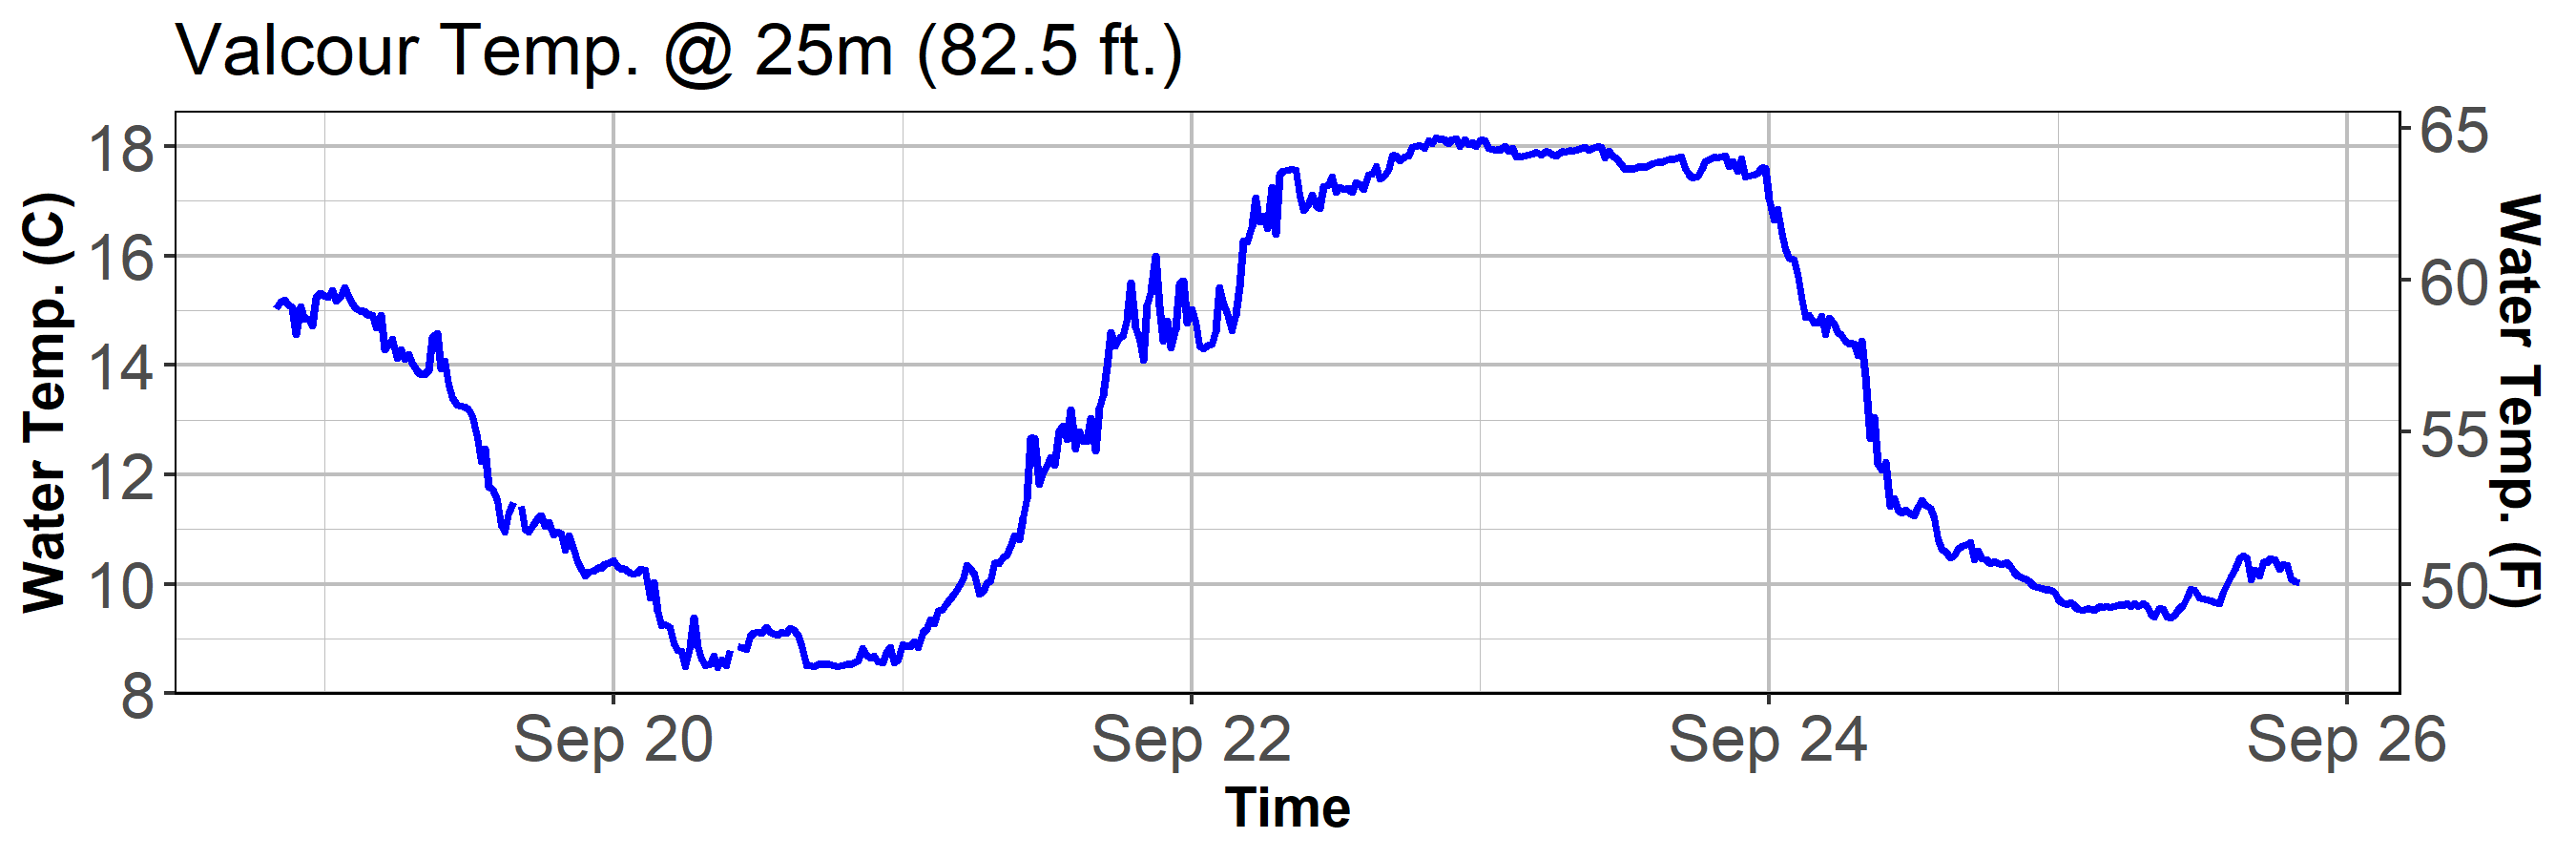 Valcour Temp. @ 25m (82.5 ft.)
Water Temp. (C)
18
16
14
12
10
8
65
60
55
50
Water Temp. (F)
Sep 20
Sep 22
Sep 24
Sep 26
Time